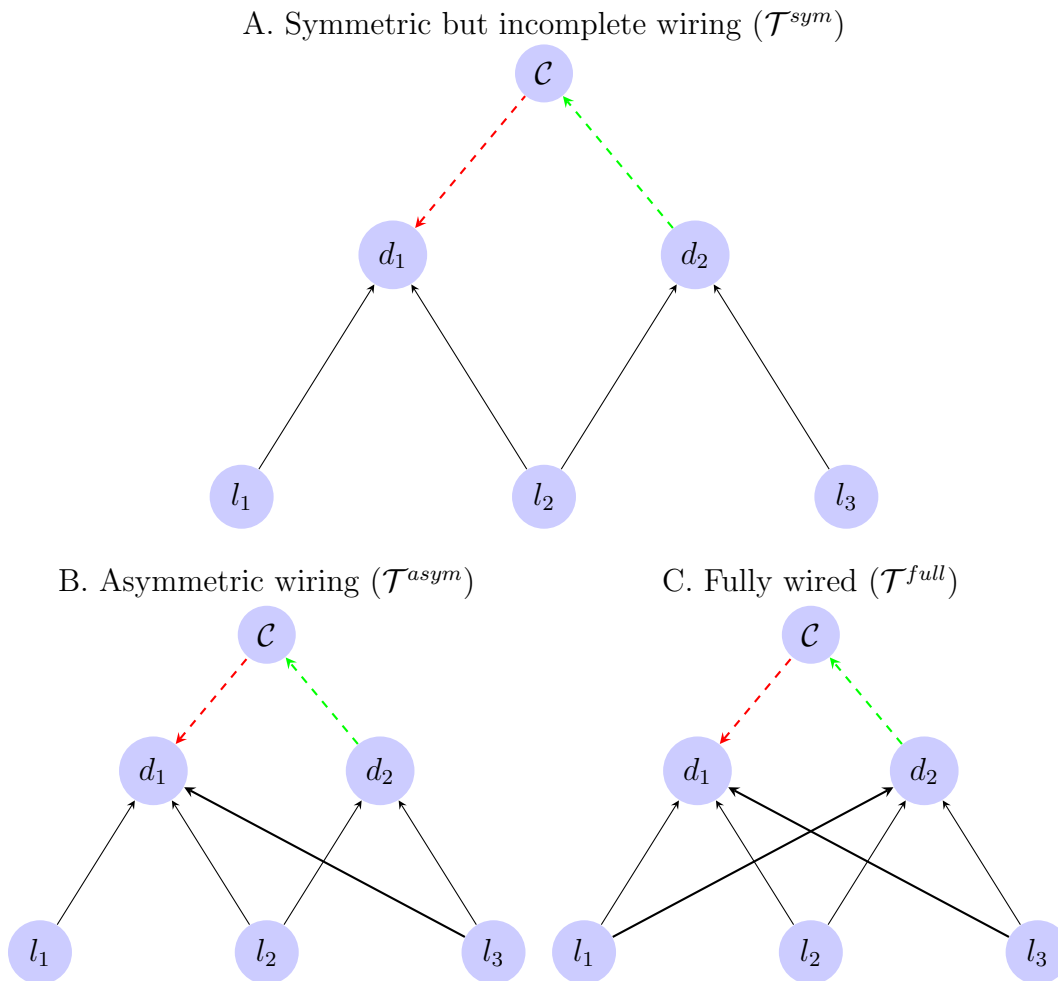 A. Symmetric but incomplete wiring (𝒯^{sym})
𝒞
d₁ d₂
l₁ l₂ l₃
B. Asymmetric wiring (𝒯^{asym})
𝒞
d₁ d₂
l₁ l₂ l₃
C. Fully wired (𝒯^{full})
𝒞
d₁ d₂
l₁ l₂ l₃